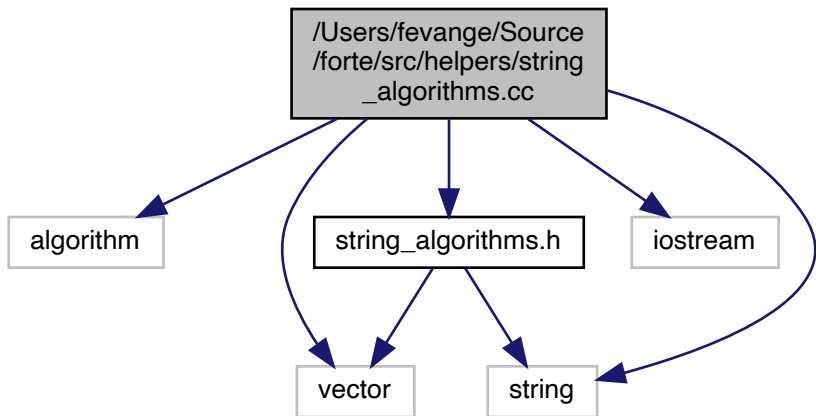 /Users/fevange/Source
/forte/src/helpers/string
_algorithms.cc
algorithm
string_algorithms.h
iostream
vector
string